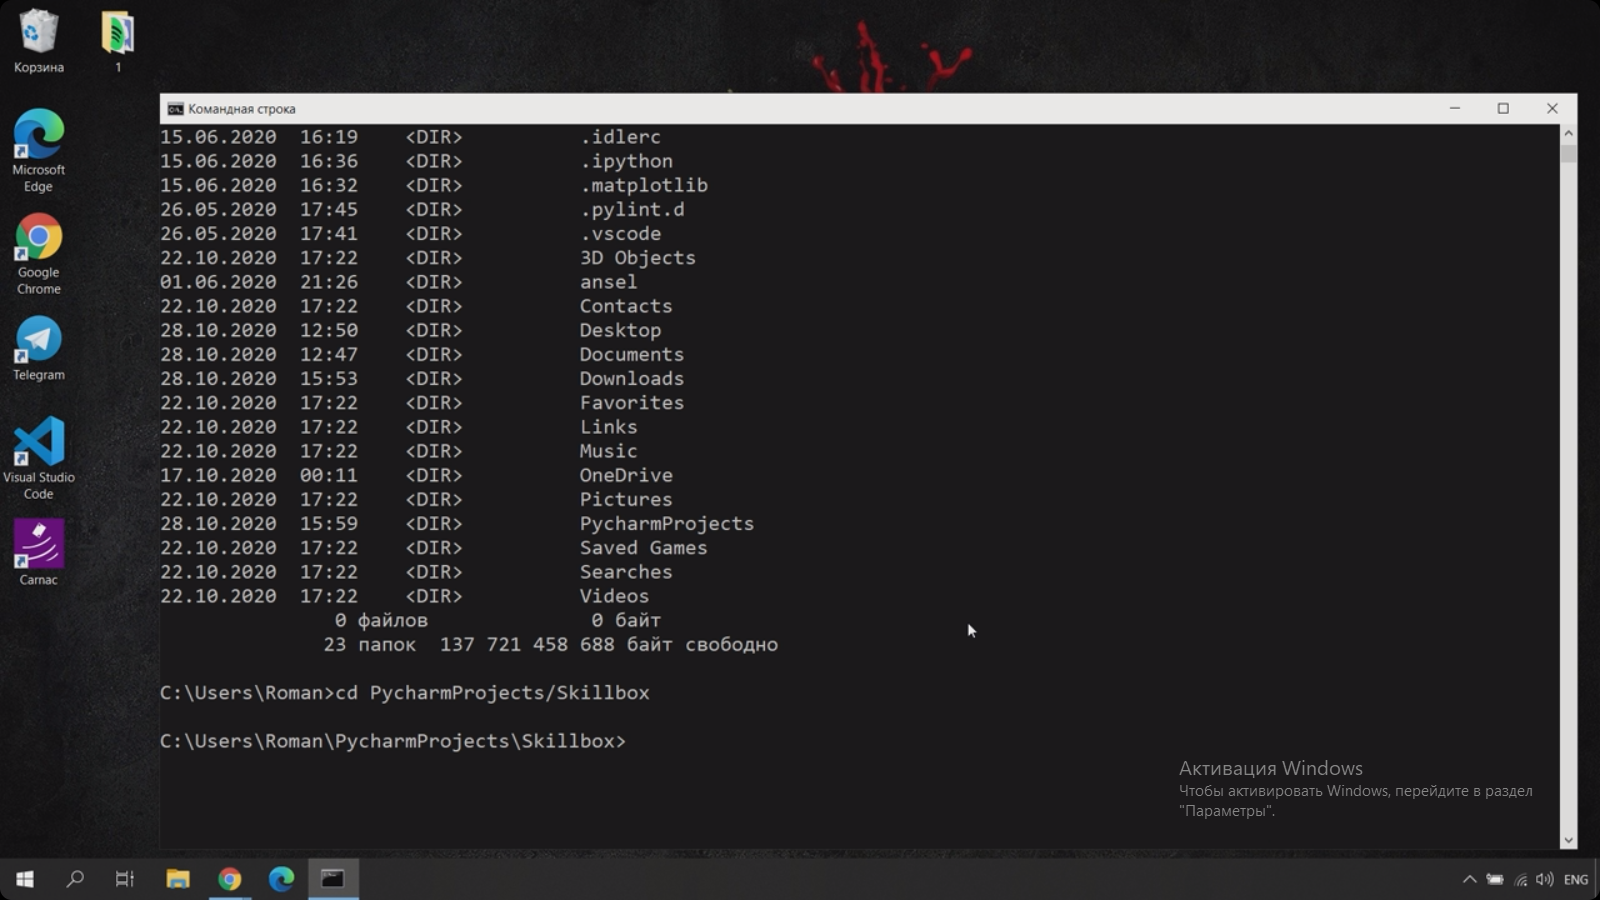 Корзина
1
Microsoft
Edge
Google
Chrome
Telegram
Visual Studio
Code
Carnac
Командная строка
15.06.2020 16:19 <DIR> .idlerc
15.06.2020 16:36 <DIR> .ipython
15.06.2020 16:32 <DIR> .matplotlib
26.05.2020 17:45 <DIR> .pylint.d
26.05.2020 17:41 <DIR> .vscode
22.10.2020 17:22 <DIR> 3D Objects
01.06.2020 21:26 <DIR> ansel
22.10.2020 17:22 <DIR> Contacts
28.10.2020 12:50 <DIR> Desktop
28.10.2020 12:47 <DIR> Documents
28.10.2020 15:53 <DIR> Downloads
22.10.2020 17:22 <DIR> Favorites
22.10.2020 17:22 <DIR> Links
22.10.2020 17:22 <DIR> Music
17.10.2020 00:11 <DIR> OneDrive
22.10.2020 17:22 <DIR> Pictures
28.10.2020 15:59 <DIR> PycharmProjects
22.10.2020 17:22 <DIR> Saved Games
22.10.2020 17:22 <DIR> Searches
22.10.2020 17:22 <DIR> Videos
0 файлов 0 байт
23 папок 137 721 458 688 байт свободно
C:\Users\Roman>cd PycharmProjects/Skillbox
C:\Users\Roman\PycharmProjects\Skillbox>
Активация Windows
Чтобы активировать Windows, перейдите в раздел
"Параметры".
ENG